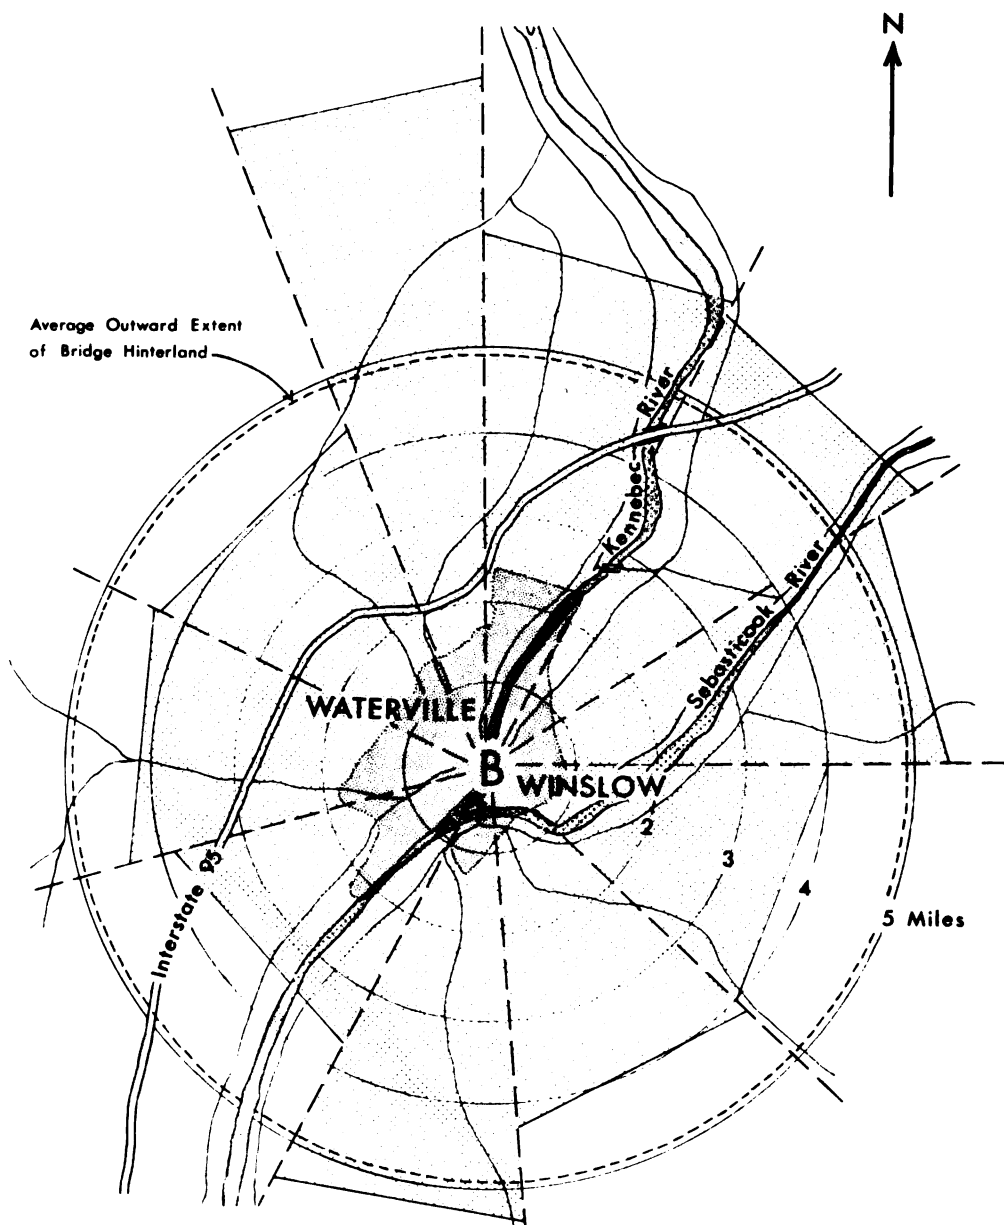 N
Average Outward Extent
of Bridge Hinterland
Kennebec River
Sebasticook River
WATERVILLE
B
WINSLOW
2
3
4
5 Miles
Interstate 95